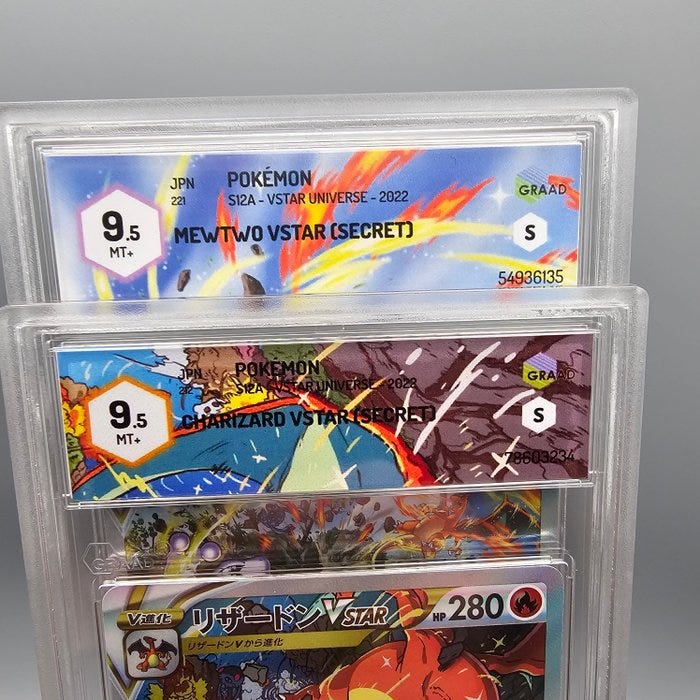 JPN POKÉMON
221 S12A - VSTAR UNIVERSE - 2022
GRAAD
9.5
MT+
MEWTWO VSTAR (SECRET)
S
54936135
JPN POKÉMON
212 S12A - VSTAR UNIVERSE - 2022
GRAAD
9.5
MT+
CHARIZARD VSTAR (SECRET)
S
78603234
GRAAD
V進化
リザードンVSTAR
HP 280
リザードンVから進化